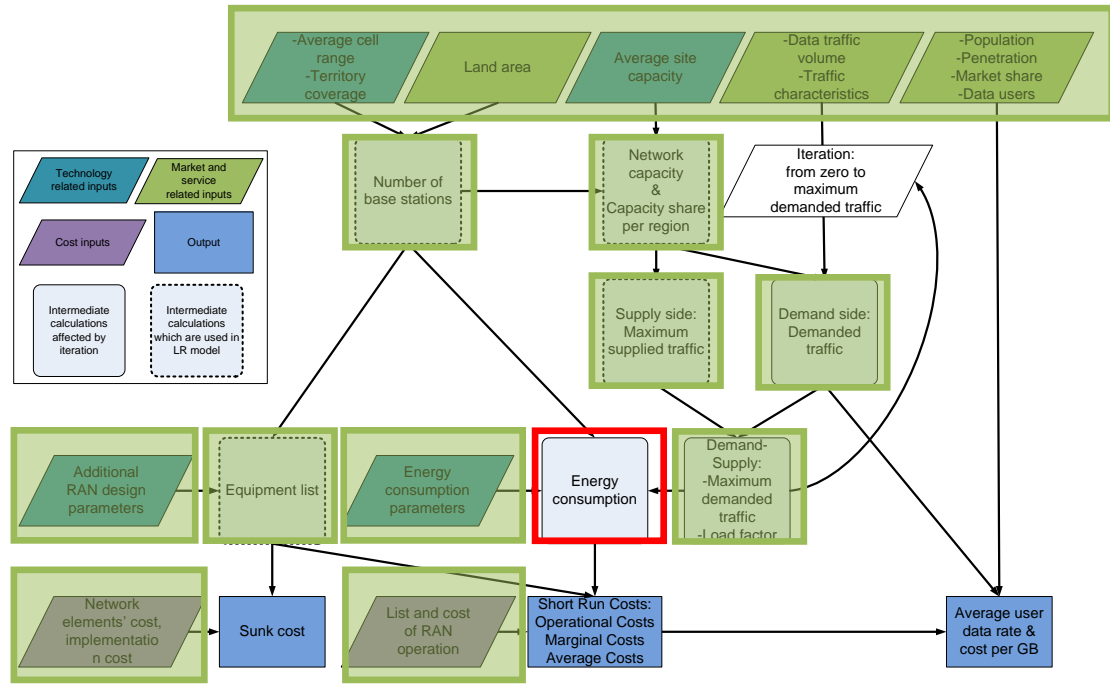 -Average cell
range
-Territory
coverage
Land area
Average site
capacity
-Data traffic
volume
-Traffic
characteristics
-Population
-Penetration
-Market share
-Data users
Technology
related inputs
Market and
service
related inputs
Cost inputs
Output
Intermediate
calculations
affected by
iteration
Intermediate
calculations
which are used in
LR model
Number of
base stations
Network
capacity
&
Capacity share
per region
Iteration:
from zero to
maximum
demanded traffic
Supply side:
Maximum
supplied traffic
Demand side:
Demanded
traffic
Additional
RAN design
parameters
Equipment list
Energy
consumption
parameters
Energy
consumption
Demand-
Supply:
-Maximum
demanded
traffic
-Load factor
Network
elements' cost,
implementatio
n cost
Sunk cost
List and cost
of RAN
operation
Short Run Costs:
Operational Costs
Marginal Costs
Average Costs
Average user
data rate &
cost per GB